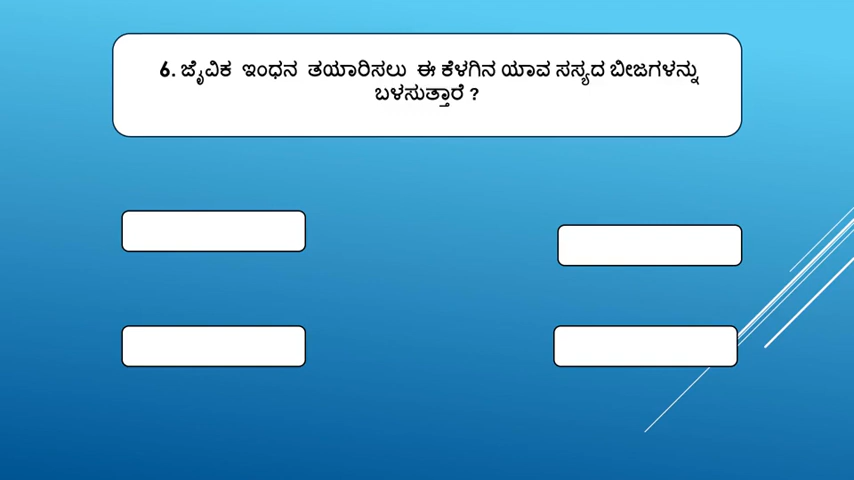 6. ಜೈವಿಕ ಇಂಧನ ತಯಾರಿಸಲು ಈ ಕೆಳಗಿನ ಯಾವ ಸಸ್ಯದ ಬೀಜಗಳನ್ನು
ಬಳಸುತ್ತಾರೆ ?